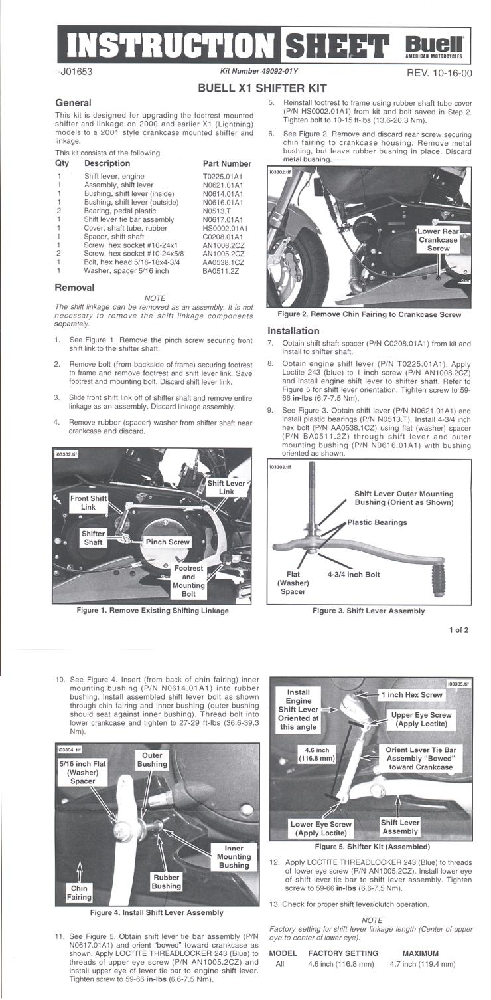 INSTRUCTION SHEET Buell
AMERICAN MOTORCYCLES
-J01653
Kit Number 49092-01Y
REV. 10-16-00
BUELL X1 SHIFTER KIT
General
This kit is designed for upgrading the footrest mounted
shifter and linkage on 2000 and earlier X1 (Lightning)
models to a 2001 style crankcase mounted shifter and
linkage.
This kit consists of the following.
Qty Description Part Number
1 Shift lever, engine T0225.01A1
1 Assembly, shift lever N0621.01A1
1 Bushing, shift lever (inside) N0614.01A1
1 Bushing, shift lever (outside) N0616.01A1
2 Bearing, pedal plastic N0513.T
1 Shift lever tie bar assembly N0617.01A1
1 Cover, shaft tube, rubber HS0002.01A1
1 Spacer, shift shaft C0208.01A1
1 Screw, hex socket #10-24x1 AN1008.2CZ
2 Screw, hex socket #10-24x5/8 AN1005.2CZ
1 Bolt, hex head 5/16-18x4-3/4 AA0538.1CZ
1 Washer, spacer 5/16 inch BA0511.2Z
Removal
NOTE
The shift linkage can be removed as an assembly. It is not
necessary to remove the shift linkage components
separately.
1. See Figure 1. Remove the pinch screw securing front
shift link to the shifter shaft.
2. Remove bolt (from backside of frame) securing footrest
to frame and remove footrest and shift lever link. Save
footrest and mounting bolt. Discard shift lever link.
3. Slide front shift link off of shifter shaft and remove entire
linkage as an assembly. Discard linkage assembly.
4. Remove rubber (spacer) washer from shifter shaft near
crankcase and discard.
i03302.tif
Shift Lever
Link
Front Shift
Link
Shifter
Shaft
Pinch Screw
Footrest
and
Mounting
Bolt
Figure 1. Remove Existing Shifting Linkage
5. Reinstall footrest to frame using rubber shaft tube cover
(P/N HS0002.01A1) from kit and bolt saved in Step 2.
Tighten bolt to 10-15 ft-lbs (13.6-20.3 Nm).
6. See Figure 2. Remove and discard rear screw securing
chin fairing to crankcase housing. Remove metal
bushing, but leave rubber bushing in place. Discard
metal bushing.
i03302.tif
Lower Rear
Crankcase
Screw
Figure 2. Remove Chin Fairing to Crankcase Screw
Installation
7. Obtain shift shaft spacer (P/N C0208.01A1) from kit and
install to shifter shaft.
8. Obtain engine shift lever (P/N T0225.01A1). Apply
Loctite 243 (blue) to 1 inch screw (P/N AN1008.2CZ)
and install engine shift lever to shifter shaft. Refer to
Figure 5 for shift lever orientation. Tighten screw to 59-
66 in-lbs (6.7-7.5 Nm).
9. See Figure 3. Obtain shift lever (P/N N0621.01A1) and
install plastic bearings (P/N N0513.T). Install 4-3/4 inch
hex bolt (P/N AA0538.1CZ) using flat (washer) spacer
(P/N BA0511.2Z) through shift lever and outer
mounting bushing (P/N N0616.01A1) with bushing
oriented as shown.
i03303.tif
Shift Lever Outer Mounting
Bushing (Orient as Shown)
Plastic Bearings
Flat
(Washer)
Spacer
4-3/4 inch Bolt
Figure 3. Shift Lever Assembly
1 of 2
10. See Figure 4. Insert (from back of chin fairing) inner
mounting bushing (P/N N0614.01A1) into rubber
bushing. Install assembled shift lever bolt as shown
through chin fairing and inner bushing (outer bushing
should seat against inner bushing). Thread bolt into
lower crankcase and tighten to 27-29 ft-lbs (36.6-39.3
Nm).
i03304. tif
5/16 inch Flat
(Washer)
Spacer
Outer
Bushing
Inner
Mounting
Bushing
Rubber
Bushing
Chin
Fairing
Figure 4. Install Shift Lever Assembly
11. See Figure 5. Obtain shift lever tie bar assembly (P/N
N0617.01A1) and orient “bowed” toward crankcase as
shown. Apply LOCTITE THREADLOCKER 243 (Blue) to
threads of upper eye screw (P/N AN1005.2CZ) and
install upper eye of lever tie bar to engine shift lever.
Tighten screw to 59-66 in-lbs (6.6-7.5 Nm).
i03305.tif
Install
Engine
Shift Lever
Oriented at
this angle
1 inch Hex Screw
Upper Eye Screw
(Apply Loctite)
4.6 inch
(116.8 mm)
Orient Lever Tie Bar
Assembly “Bowed”
toward Crankcase
Lower Eye Screw
(Apply Loctite)
Shift Lever
Assembly
Figure 5. Shifter Kit (Assembled)
12. Apply LOCTITE THREADLOCKER 243 (Blue) to threads
of lower eye screw (P/N AN1005.2CZ). Install lower eye
of shift lever tie bar to shift lever assembly. Tighten
screw to 59-66 in-lbs (6.6-7.5 Nm).
13. Check for proper shift lever/clutch operation.
NOTE
Factory setting for shift lever linkage length (Center of upper
eye to center of lower eye).
MODEL FACTORY SETTING MAXIMUM
All 4.6 inch (116.8 mm) 4.7 inch (119.4 mm)